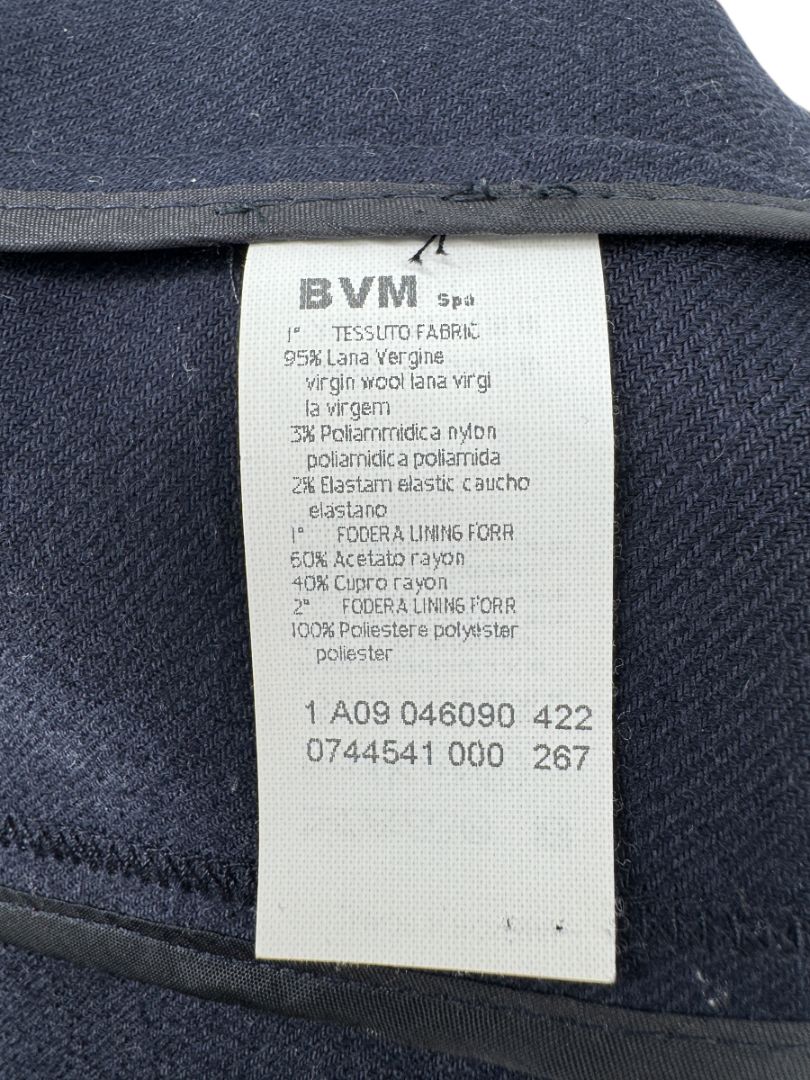 BVM Spa
1° TESSUTO FABRIC
95% Lana Vergine
virgin wool lana virgi
la virgem
3% Poliammidica nylon
poliamidica poliamida
2% Elastam elastic caucho
elastano
1° FODERA LINING FORR
60% Acetato rayon
40% Cupro rayon
2° FODERA LINING FORR
100% Poliestere polyester
poliester
1 A09 046090 422
0744541 000 267